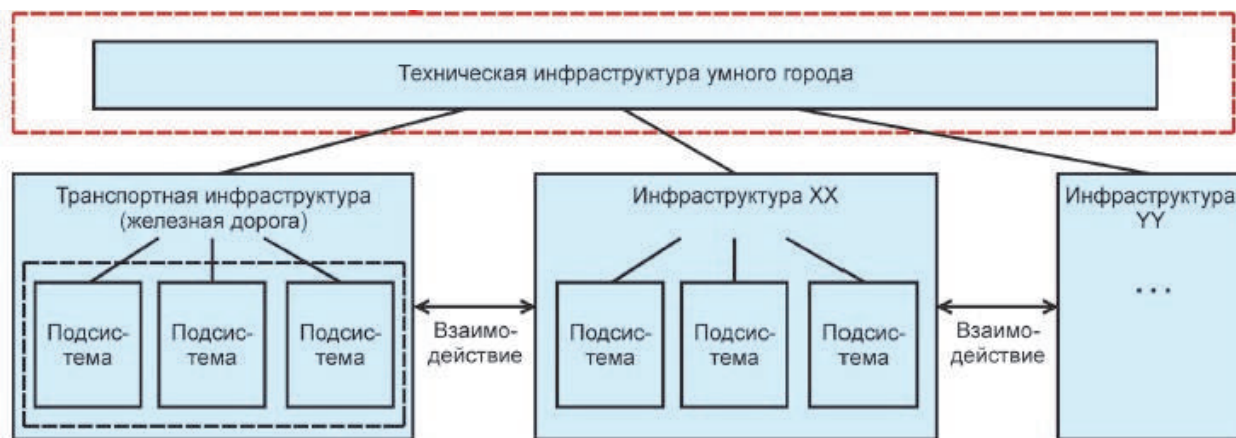 Техническая инфраструктура умного города
Транспортная инфраструктура
(железная дорога)
Подсис-
тема
Подсис-
тема
Подсис-
тема
Взаимо-
действие
Инфраструктура XX
Подсис-
тема
Подсис-
тема
Подсис-
тема
Взаимо-
действие
Инфраструктура
YY
...